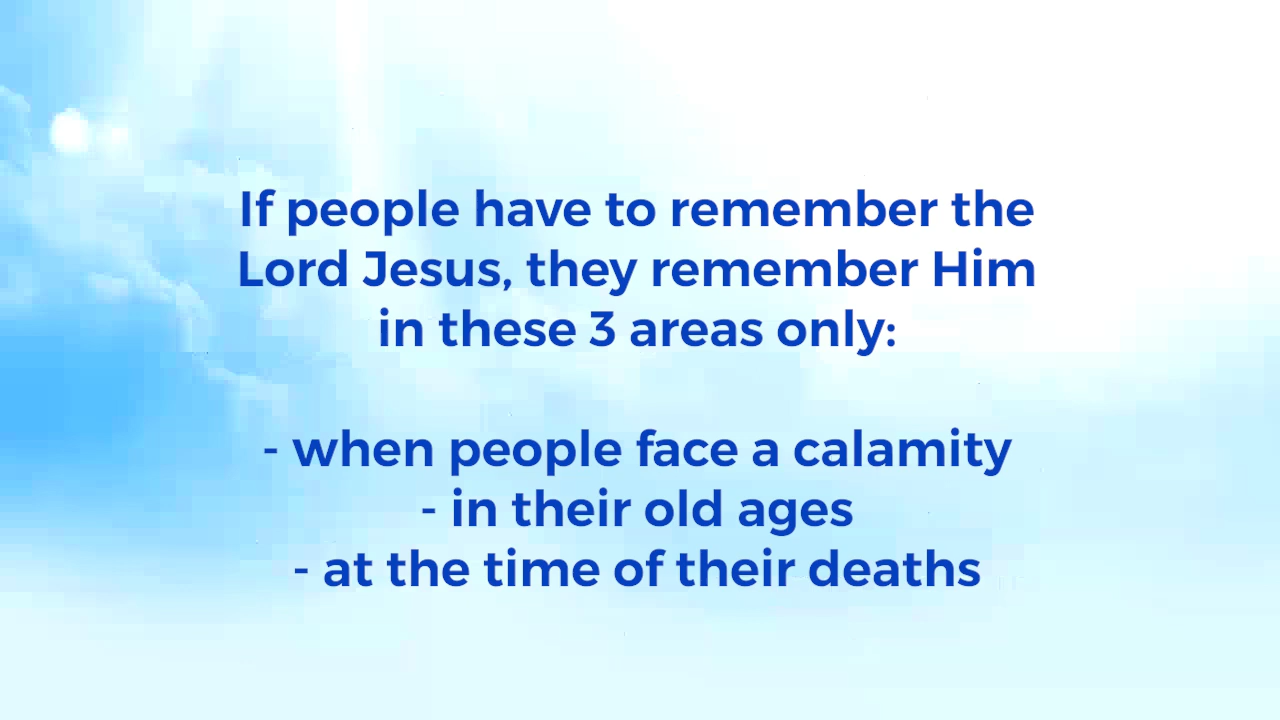 If people have to remember the
Lord Jesus, they remember Him
in these 3 areas only:
- when people face a calamity
- in their old ages
- at the time of their deaths